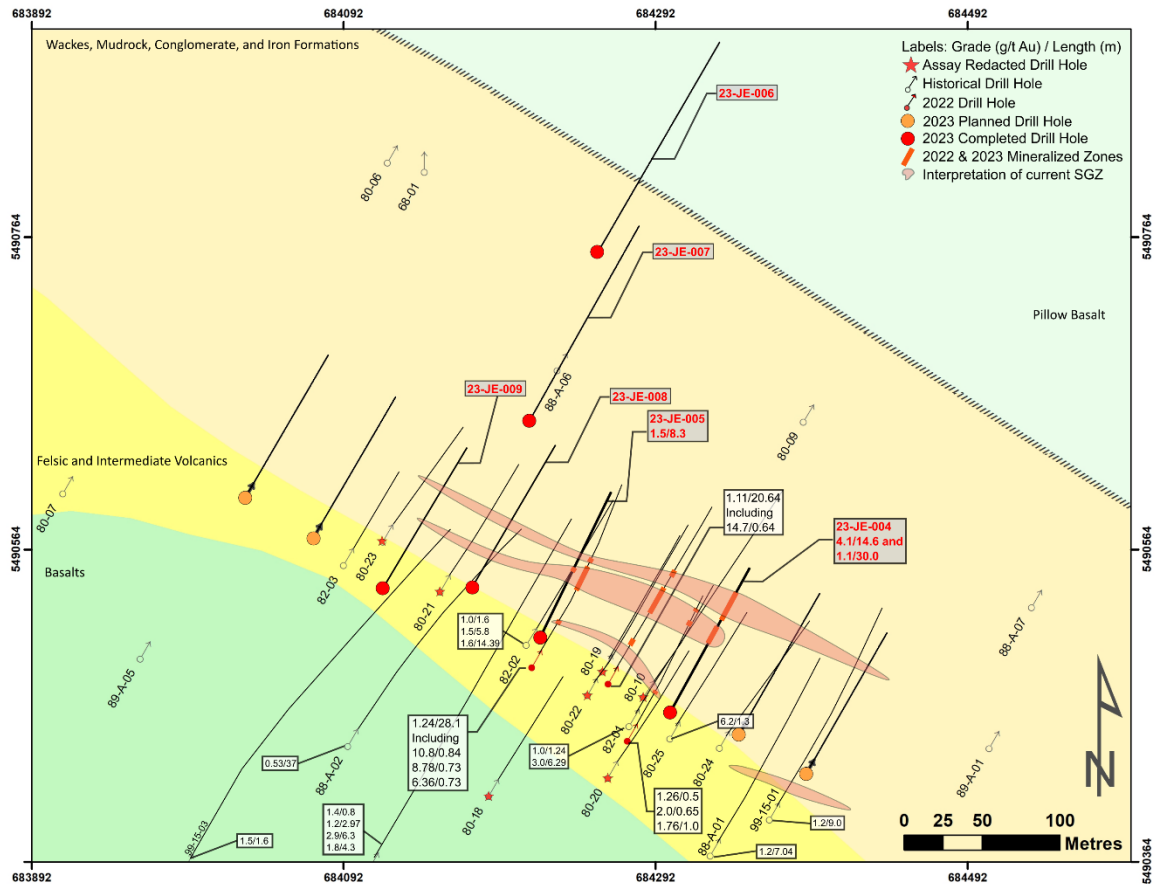 683892
684092
684292
684492
Wackes, Mudrock, Conglomerate, and Iron Formations
Labels: Grade (g/t Au) / Length (m)
Assay Redacted Drill Hole
Historical Drill Hole
2022 Drill Hole
2023 Planned Drill Hole
2023 Completed Drill Hole
2022 & 2023 Mineralized Zones
Interpretation of current SGZ
23-JE-006
80-06
68-01
5490764
5490764
23-JE-007
Pillow Basalt
88-A-06
23-JE-009
23-JE-008
23-JE-005
1.5/8.3
80-09
Felsic and Intermediate Volcanics
80-07
1.11/20.64
Including
14.7/0.64
23-JE-004
4.1/14.6 and
1.1/30.0
5490564
5490564
Basalts
82-03
80-23
80-21
1.0/1.6
1.5/5.8
1.6/14.39
82-02
80-19
80-10
80-22
82-01
80-25
80-24
6.2/1.3
88-A-07
89-A-05
1.24/28.1
Including
10.8/0.84
8.78/0.73
6.36/0.73
1.0/1.24
3.0/6.29
0.53/37
88-A-02
80-18
80-20
1.26/0.5
2.0/0.65
1.76/1.0
89-A-01
99-15-01
1.2/9.0
88-A-01
1.2/7.04
99-15-03
1.5/1.6
1.4/0.8
1.2/2.97
2.9/6.3
1.8/4.3
N
0 25 50 100
Metres
5490364
5490364
683892
684092
684292
684492